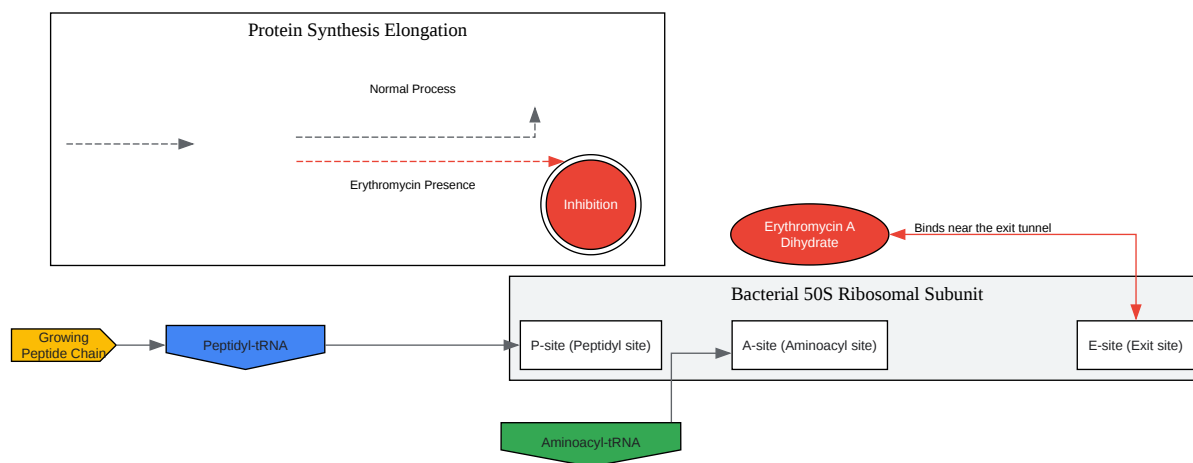 Protein Synthesis Elongation
Normal Process
Erythromycin Presence
Inhibition
Erythromycin A
Dihydrate
Binds near the exit tunnel
Bacterial 50S Ribosomal Subunit
Growing
Peptide Chain
Peptidyl-tRNA
P-site (Peptidyl site)
A-site (Aminoacyl site)
E-site (Exit site)
Aminoacyl-tRNA